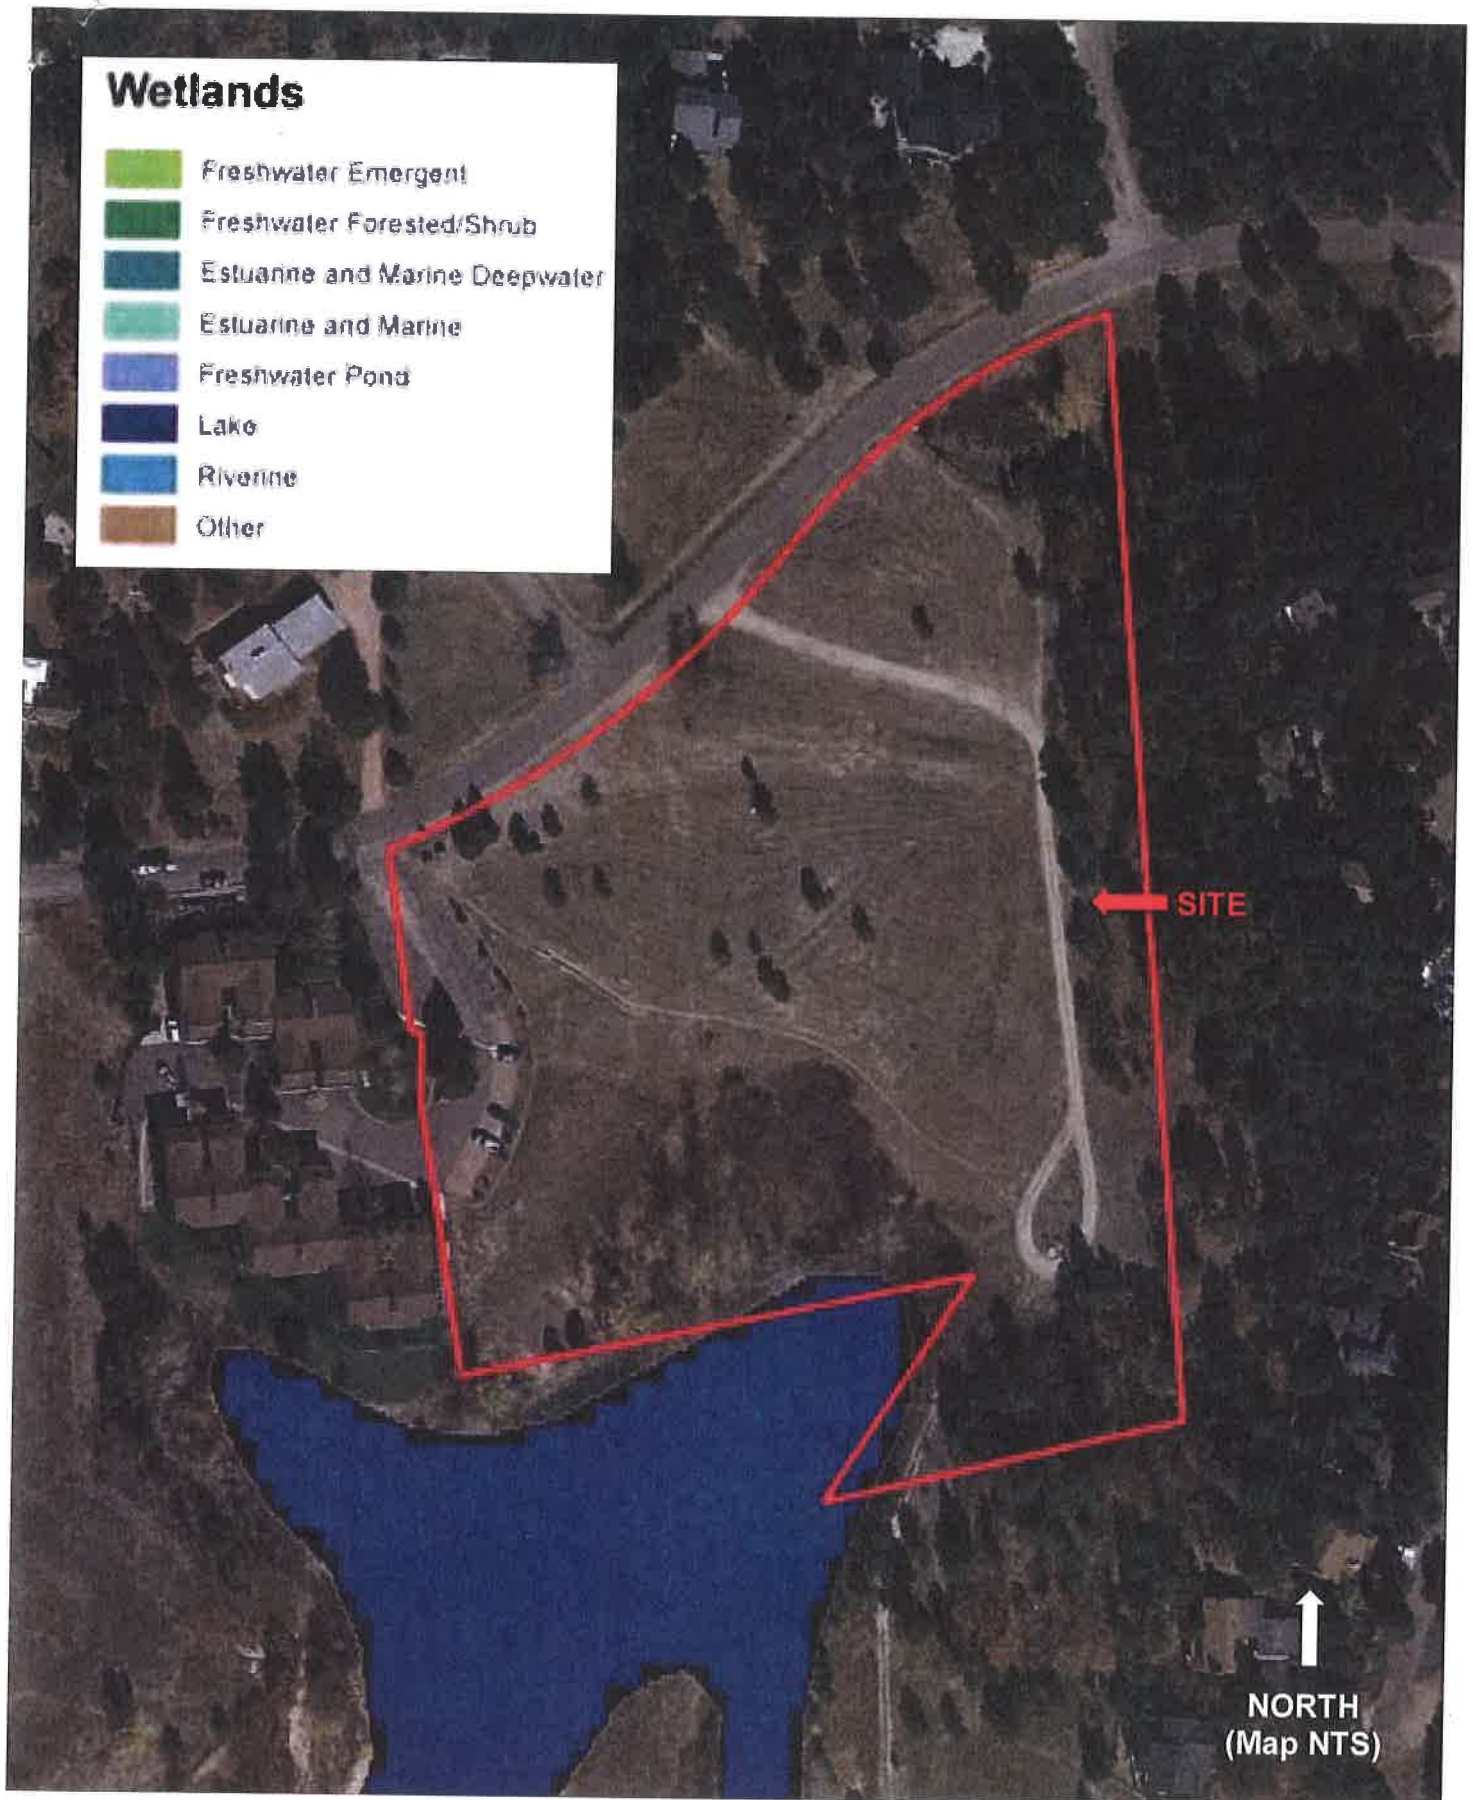 Wetlands
Freshwater Emergent
Freshwater Forested/Shrub
Estuarine and Marine Deepwater
Estuarine and Marine
Freshwater Pond
Lake
Riverine
Other
SITE
NORTH
(Map NTS)